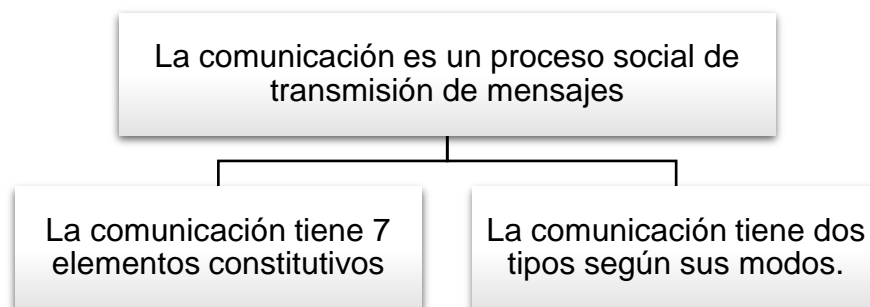 La comunicación es un proceso social de
transmisión de mensajes
La comunicación tiene 7
elementos constitutivos
La comunicación tiene dos
tipos según sus modos.